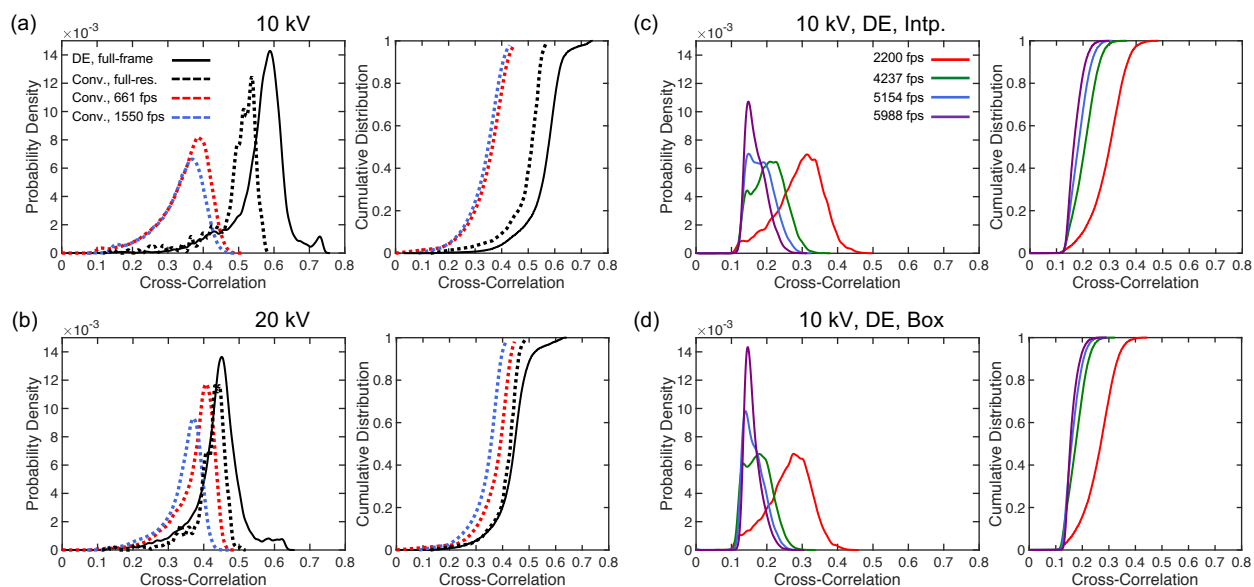 (a) 10 kV
×10⁻³
14
12
10
8
6
4
2
0
Probability Density
DE, full-frame
Conv., full-res.
Conv., 661 fps
Conv., 1550 fps
0 0.1 0.2 0.3 0.4 0.5 0.6 0.7 0.8
Cross-Correlation
1
0.8
0.6
0.4
0.2
0
Cumulative Distribution
0 0.1 0.2 0.3 0.4 0.5 0.6 0.7 0.8
Cross-Correlation
(c) 10 kV, DE, Intp.
×10⁻³
14
12
10
8
6
4
2
0
Probability Density
2200 fps
4237 fps
5154 fps
5988 fps
0 0.1 0.2 0.3 0.4 0.5 0.6 0.7 0.8
Cross-Correlation
1
0.8
0.6
0.4
0.2
0
Cumulative Distribution
0 0.1 0.2 0.3 0.4 0.5 0.6 0.7 0.8
Cross-Correlation
(b) 20 kV
×10⁻³
14
12
10
8
6
4
2
0
Probability Density
0 0.1 0.2 0.3 0.4 0.5 0.6 0.7 0.8
Cross-Correlation
1
0.8
0.6
0.4
0.2
0
Cumulative Distribution
0 0.1 0.2 0.3 0.4 0.5 0.6 0.7 0.8
Cross-Correlation
(d) 10 kV, DE, Box
×10⁻³
14
12
10
8
6
4
2
0
Probability Density
0 0.1 0.2 0.3 0.4 0.5 0.6 0.7 0.8
Cross-Correlation
1
0.8
0.6
0.4
0.2
0
Cumulative Distribution
0 0.1 0.2 0.3 0.4 0.5 0.6 0.7 0.8
Cross-Correlation